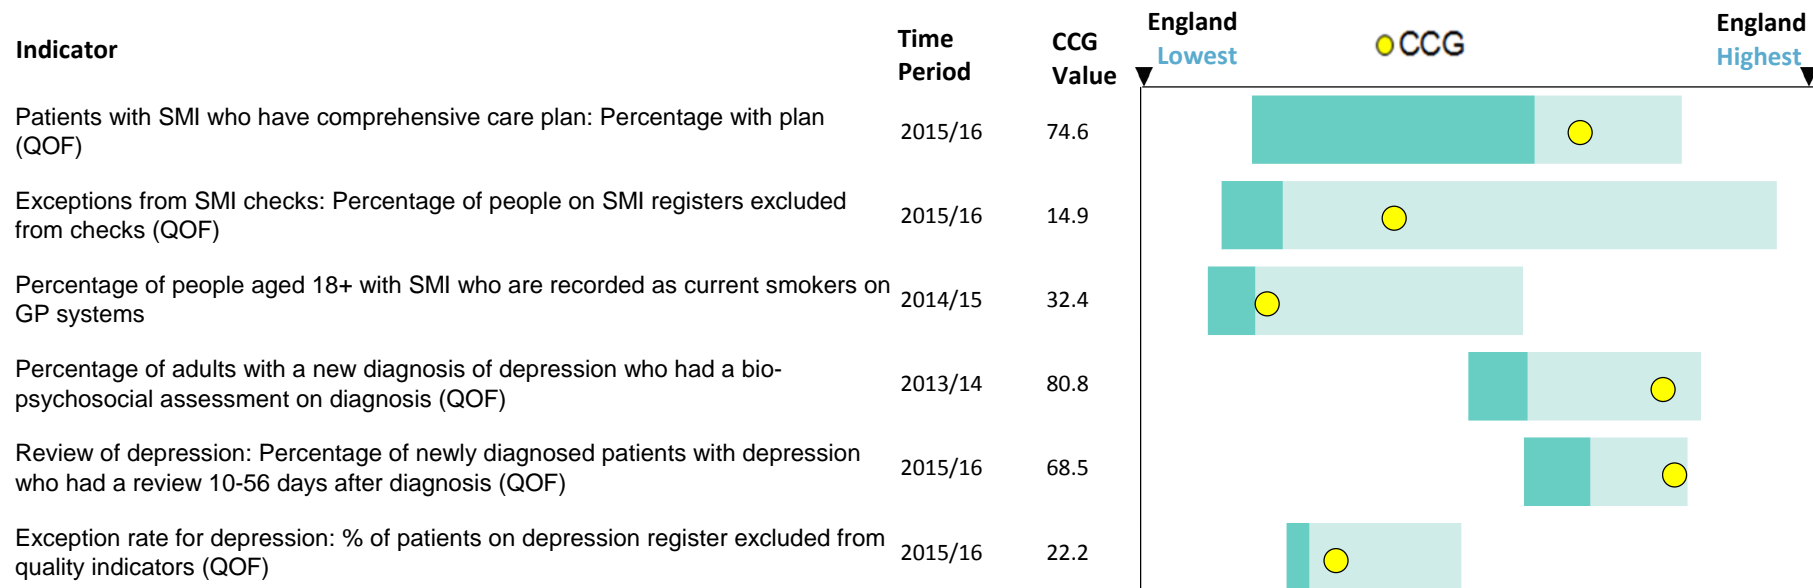 Indicator
Time
Period
CCG
Value
England
Lowest
CCG
England
Highest
Patients with SMI who have comprehensive care plan: Percentage with plan
(QOF)
2015/16
74.6
Exceptions from SMI checks: Percentage of people on SMI registers excluded
from checks (QOF)
2015/16
14.9
Percentage of people aged 18+ with SMI who are recorded as current smokers on
GP systems
2014/15
32.4
Percentage of adults with a new diagnosis of depression who had a bio-
psychosocial assessment on diagnosis (QOF)
2013/14
80.8
Review of depression: Percentage of newly diagnosed patients with depression
who had a review 10-56 days after diagnosis (QOF)
2015/16
68.5
Exception rate for depression: % of patients on depression register excluded from
quality indicators (QOF)
2015/16
22.2